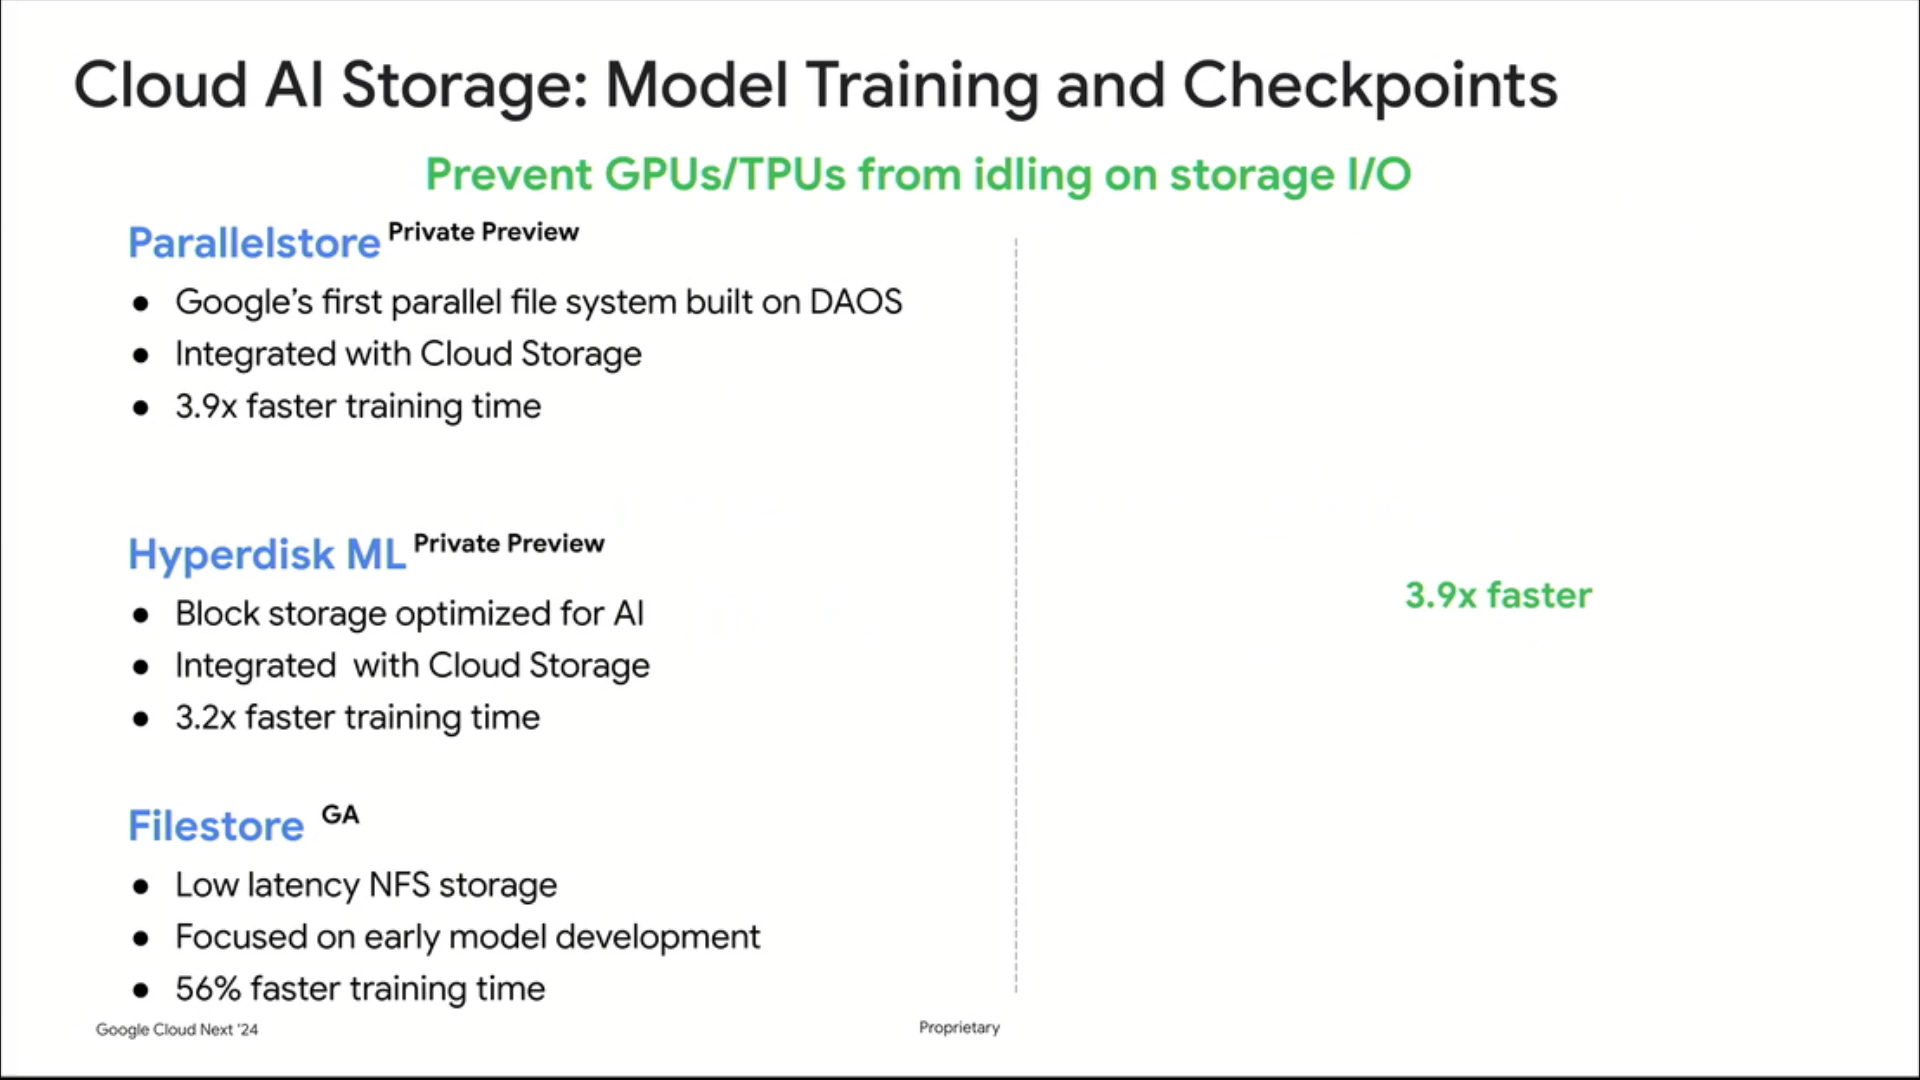 Cloud AI Storage: Model Training and Checkpoints
Prevent GPUs/TPUs from idling on storage I/O
Parallelstore Private Preview
● Google’s first parallel file system built on DAOS
● Integrated with Cloud Storage
● 3.9x faster training time
Hyperdisk ML Private Preview
● Block storage optimized for AI
● Integrated with Cloud Storage
● 3.2x faster training time
Filestore GA
● Low latency NFS storage
● Focused on early model development
● 56% faster training time
3.9x faster
Google Cloud Next '24
Proprietary